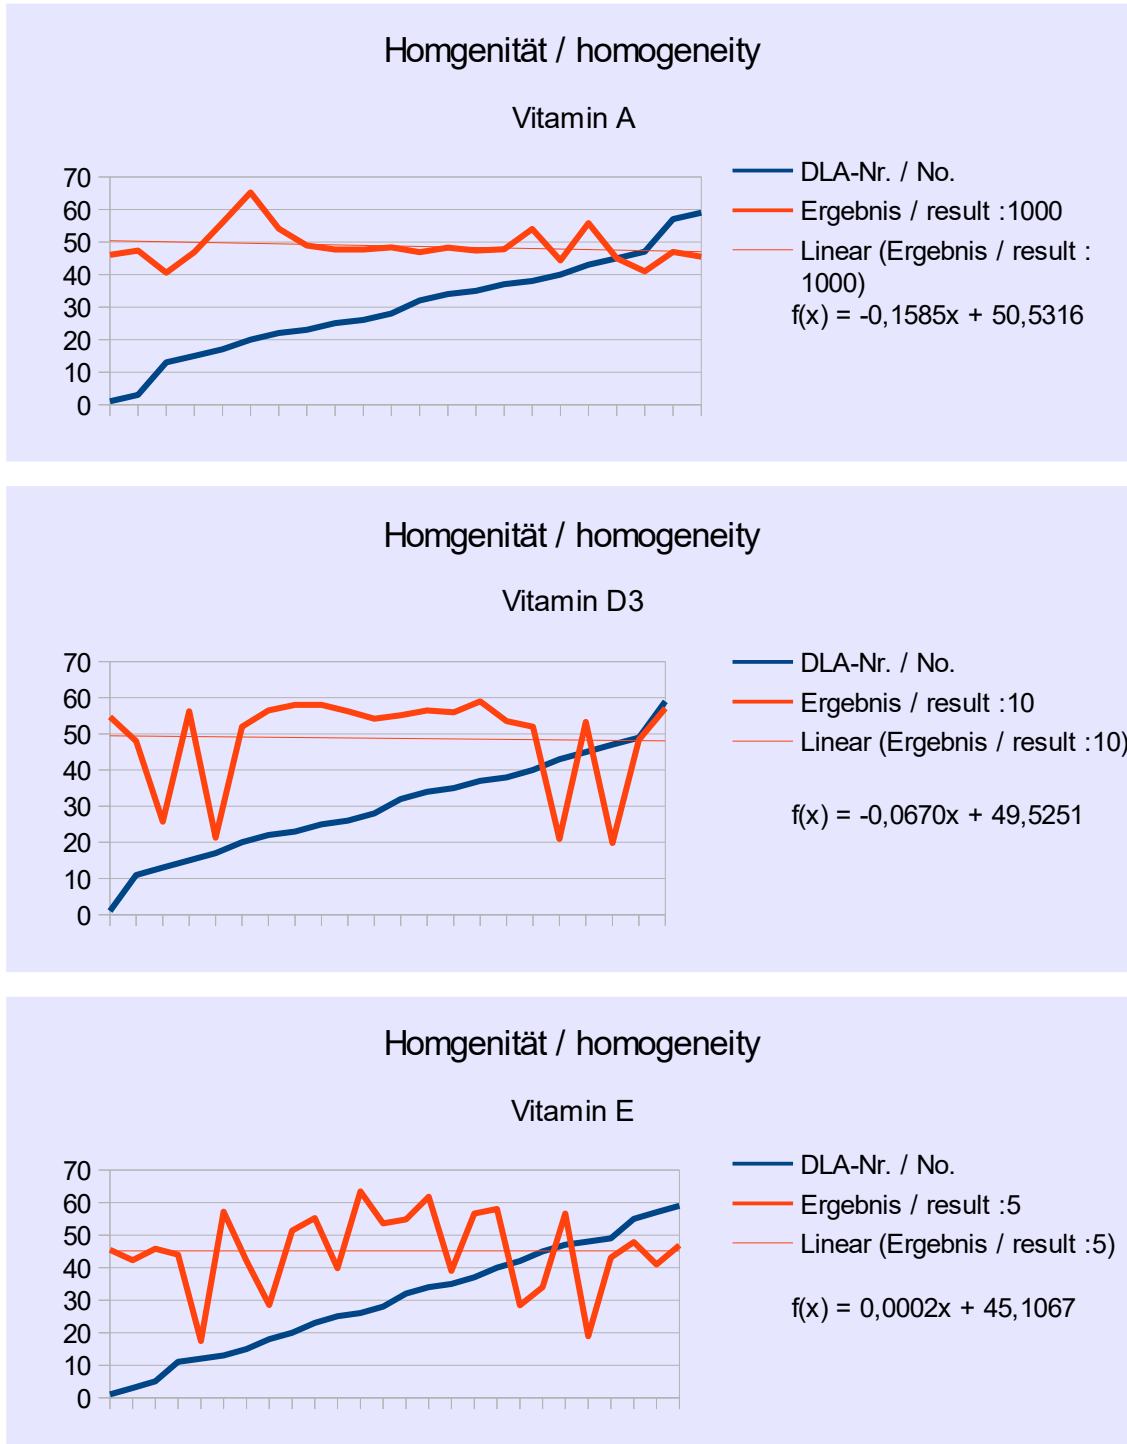 Homgenität / homogeneity
Vitamin A
70
60
50
40
30
20
10
0
DLA-Nr. / No.
Ergebnis / result :1000
Linear (Ergebnis / result :
1000)
f(x) = -0,1585x + 50,5316
Homgenität / homogeneity
Vitamin D3
70
60
50
40
30
20
10
0
DLA-Nr. / No.
Ergebnis / result :10
Linear (Ergebnis / result :10)
f(x) = -0,0670x + 49,5251
Homgenität / homogeneity
Vitamin E
70
60
50
40
30
20
10
0
DLA-Nr. / No.
Ergebnis / result :5
Linear (Ergebnis / result :5)
f(x) = 0,0002x + 45,1067